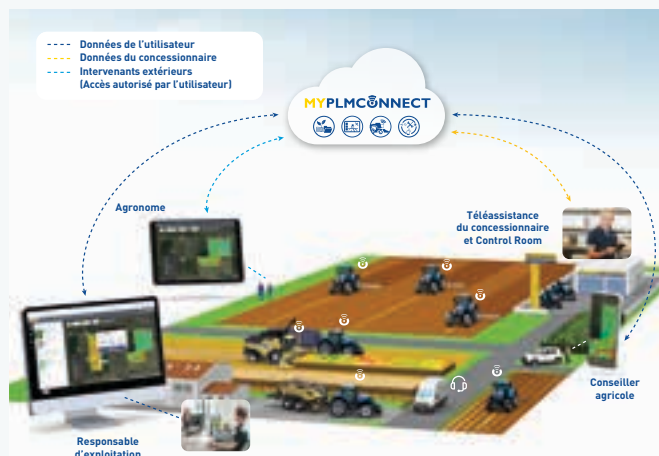 Données de l'utilisateur
Données du concessionnaire
Intervenants extérieurs
(Accès autorisé par l'utilisateur)
MYPLMCONNECT
Agronome
Téléassistance
du concessionnaire
et Control Room
Conseiller
agricole
Responsable
d'exploitation